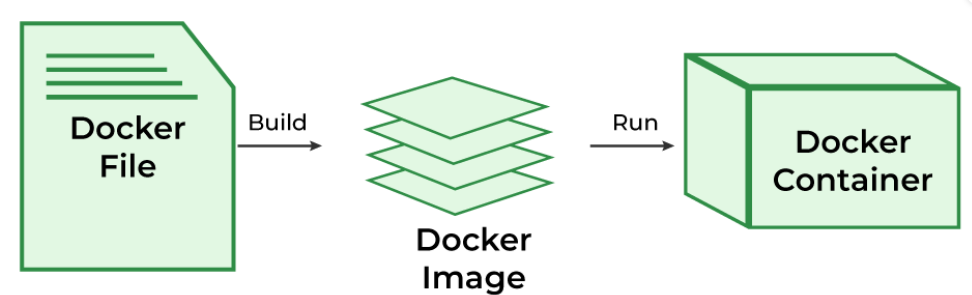 Docker
File
Build
Docker
Image
Run
Docker
Container